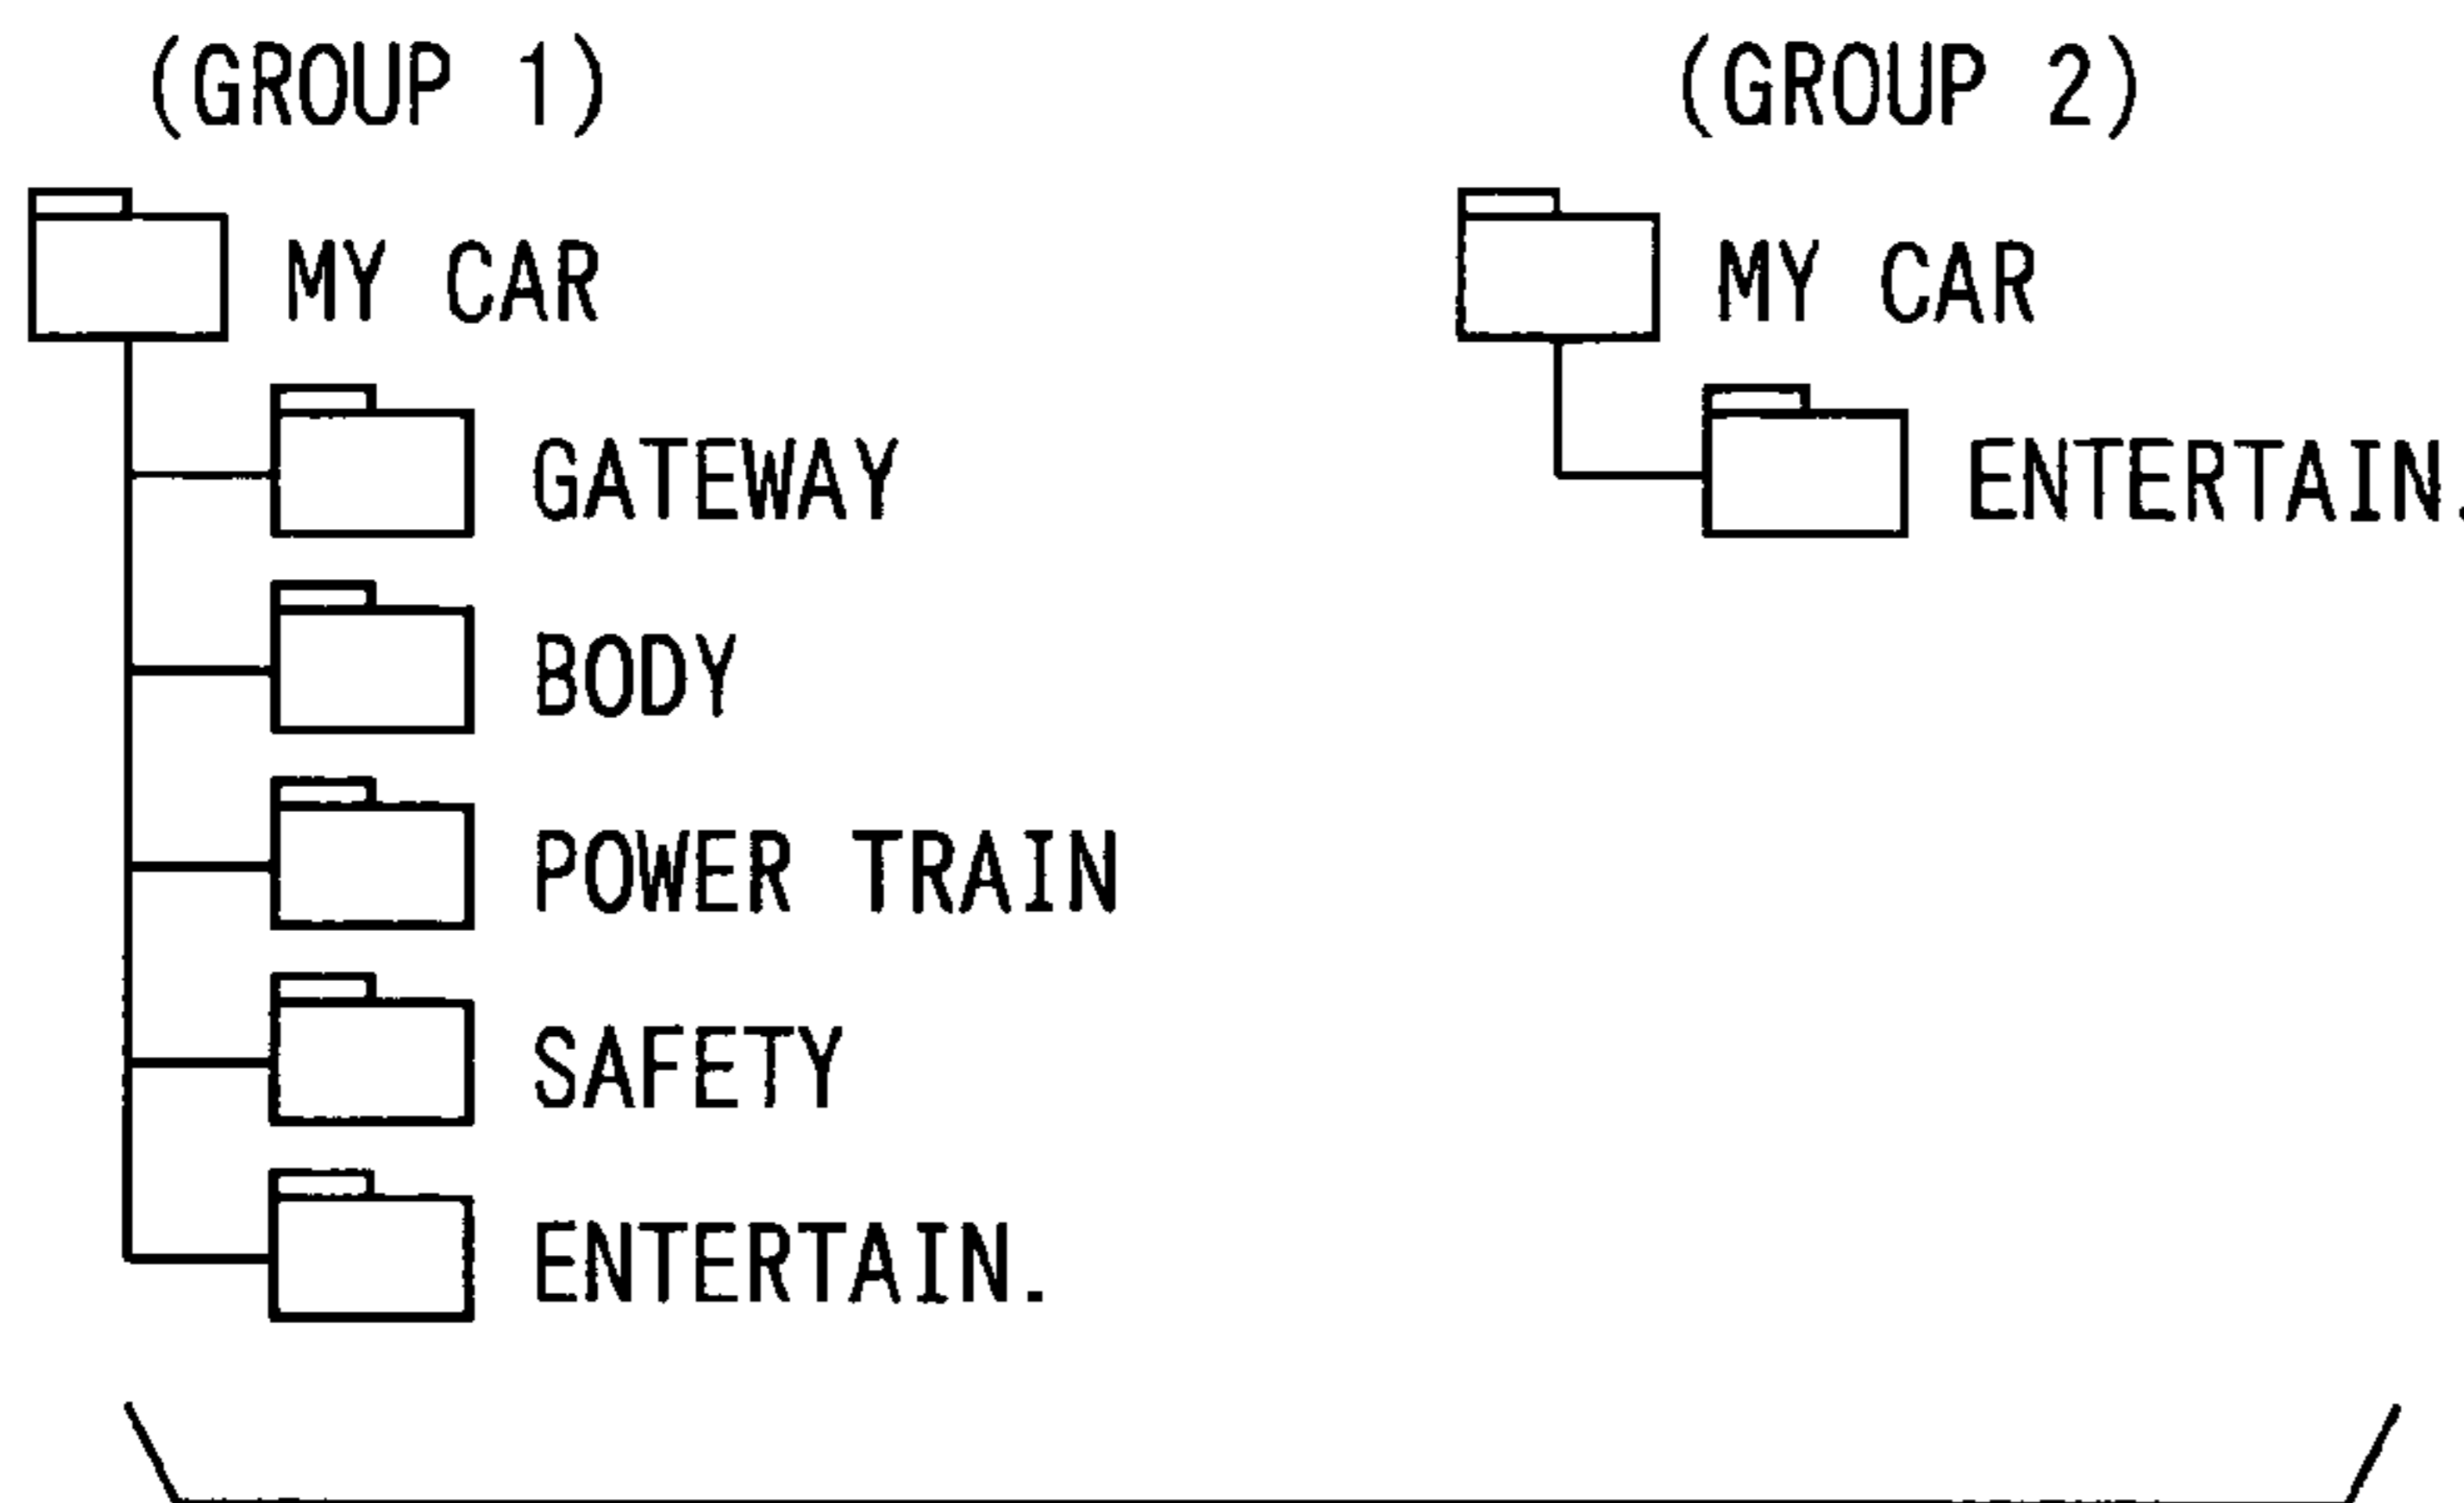 (GROUP 1)
MY CAR
GATEWAY
BODY
POWER TRAIN
SAFETY
ENTERTAIN.
(GROUP 2)
MY CAR
ENTERTAIN.